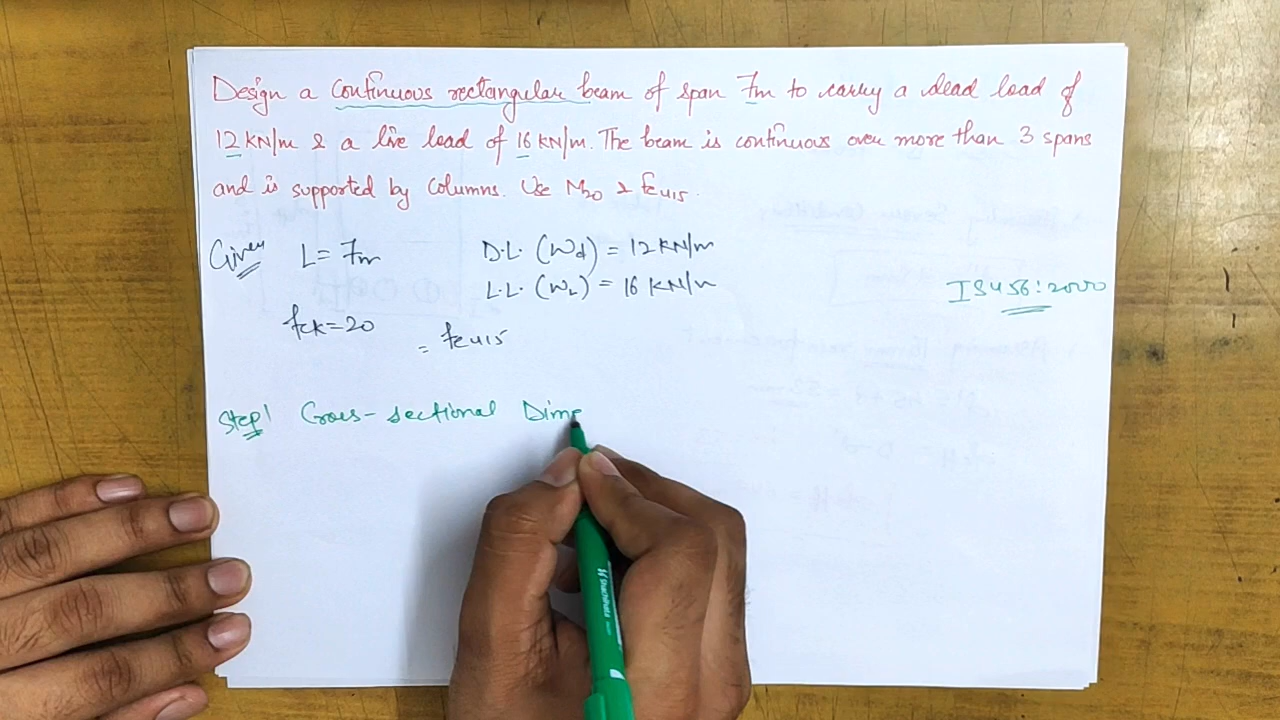 Design a continuous rectangular beam of span 7m to carry a dead load of
12 KN/m & a live load of 16 KN/m. The beam is continuous over more than 3 spans
and is supported by columns. Use M20 & fe415.
Given L = 7m D.L. (Wd) = 12 KN/m
L.L. (WL) = 16 KN/m
IS456:2000
fck = 20 = fe415
Step1 Cross-sectional Dime